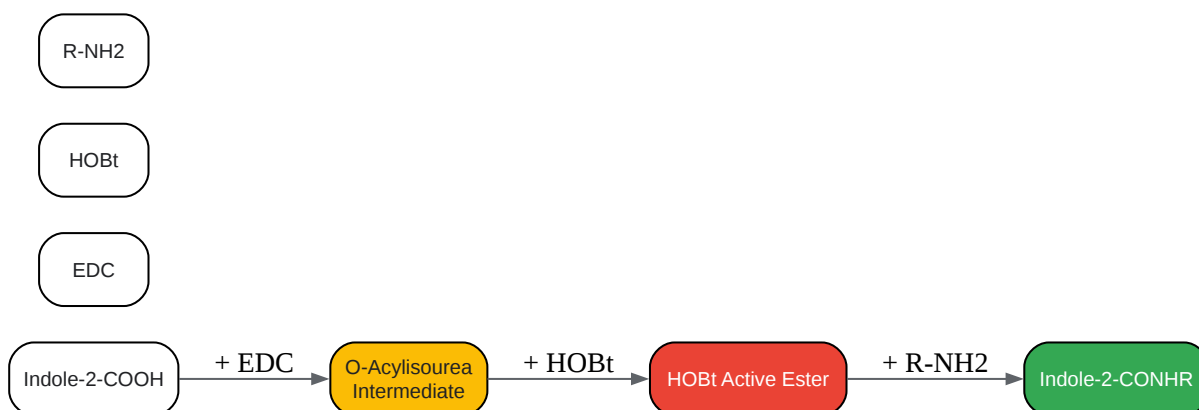 R-NH2
HOBt
EDC
Indole-2-COOH
+ EDC
O-Acylisourea
Intermediate
+ HOBt
HOBt Active Ester
+ R-NH2
Indole-2-CONHR